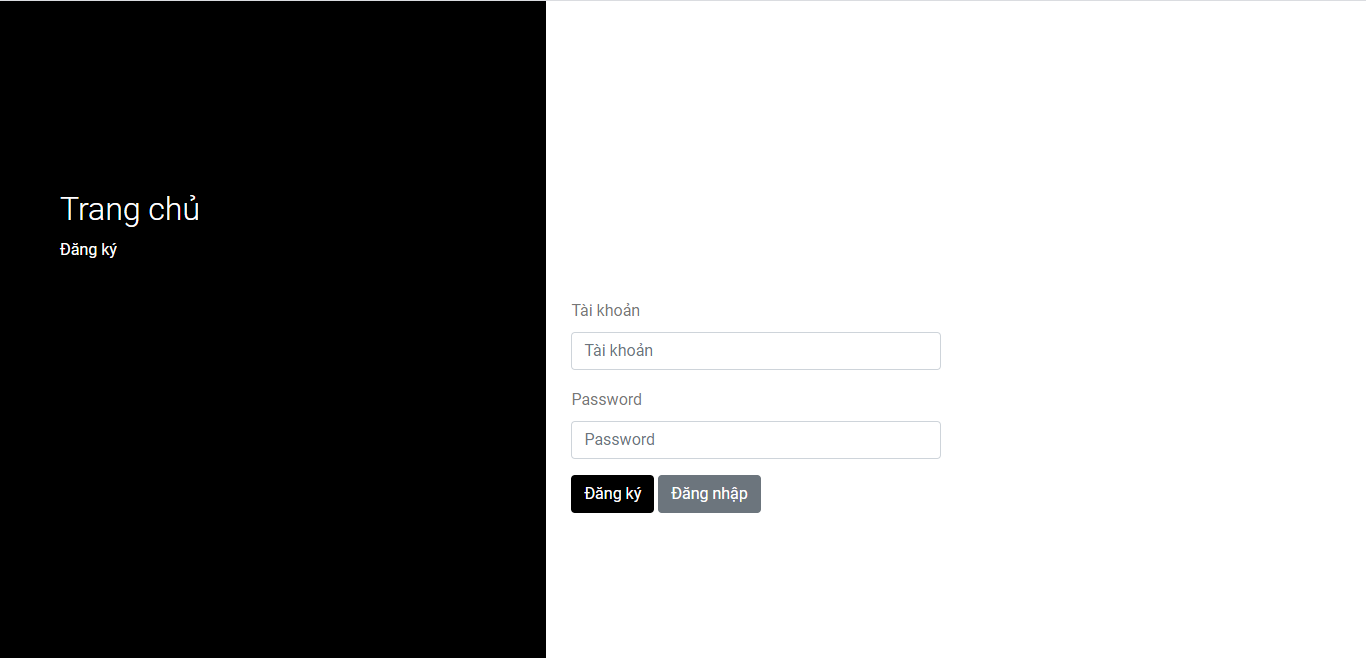 Trang chủ
Đăng ký
Tài khoản
Tài khoản
Password
Password
Đăng ký Đăng nhập